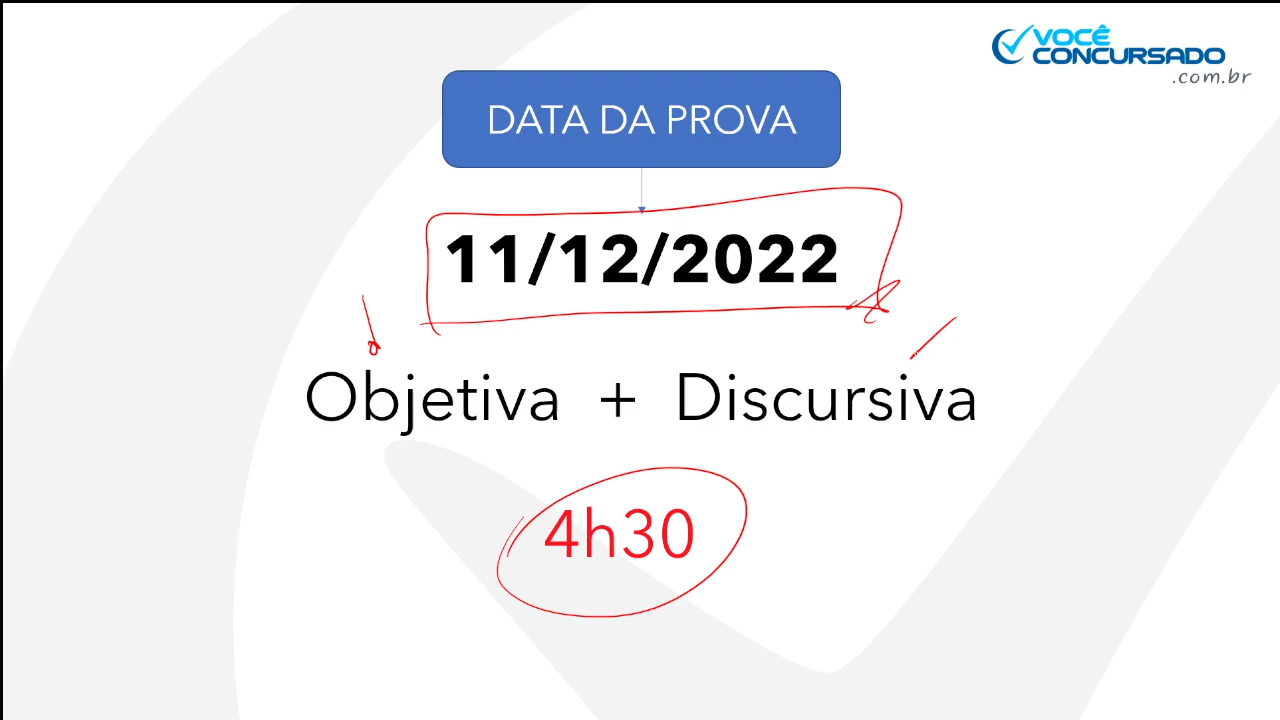 VOCÊ
CONCURSADO
.com.br
DATA DA PROVA
11/12/2022
Objetiva + Discursiva
4h30